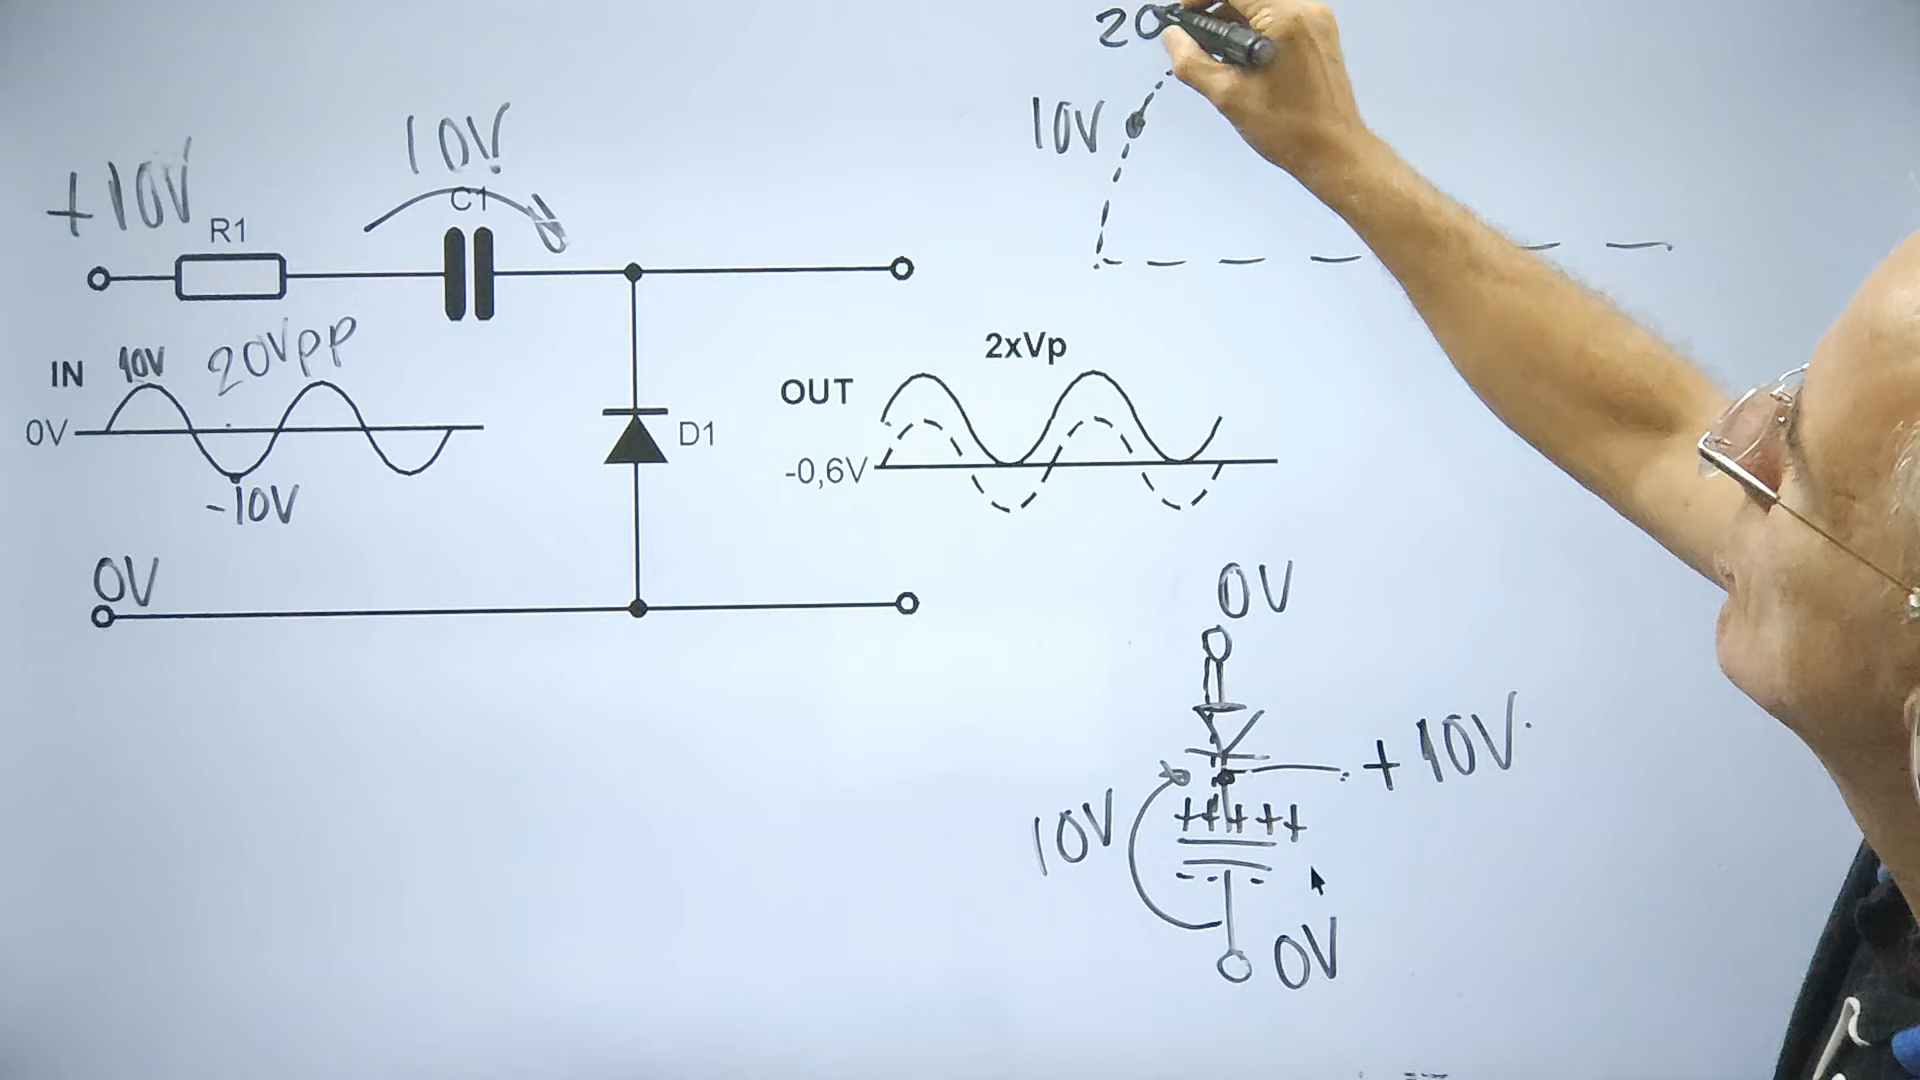 20
10V
10V
+10V
C1
R1
20Vpp
2xVp
IN
10V
OUT
0V
D1
-0,6V
-10V
0V
0V
+10V.
+++++
10V
0V